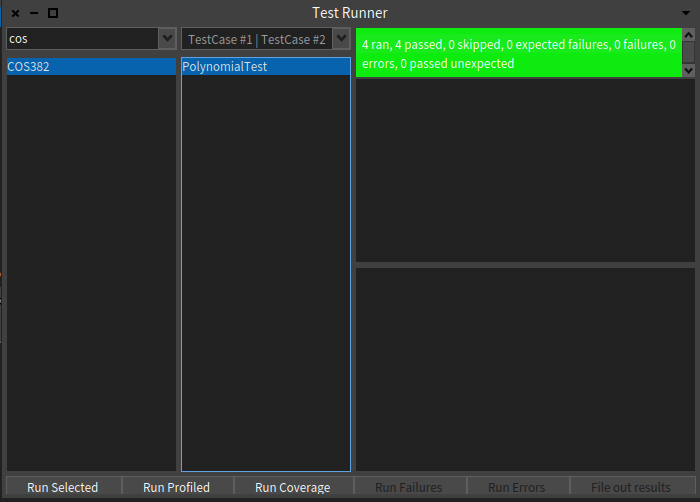 Test Runner
cos
TestCase #1 | TestCase #2
4 ran, 4 passed, 0 skipped, 0 expected failures, 0 failures, 0
errors, 0 passed unexpected
COS382
PolynomialTest
Run Selected
Run Profiled
Run Coverage
Run Failures
Run Errors
File out results